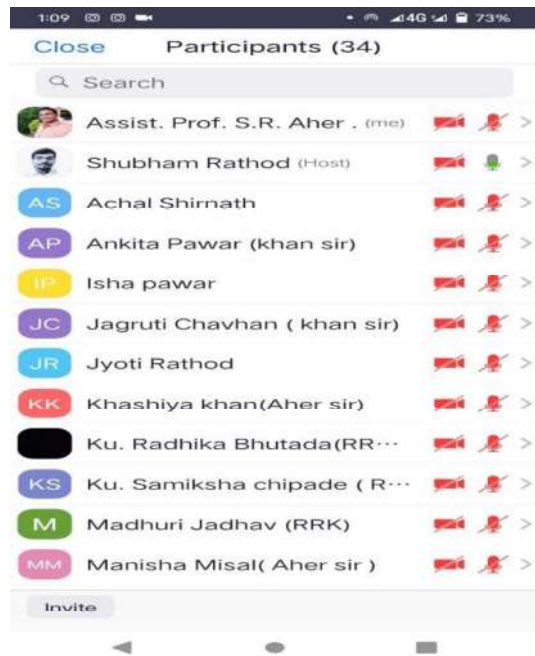 1:09 4G 73%
Close Participants (34)
Search
Assist. Prof. S.R. Aher . (me)
Shubham Rathod (Host)
AS Achal Shirnath
AP Ankita Pawar (khan sir)
IP Isha pawar
JC Jagruti Chavhan ( khan sir)
JR Jyoti Rathod
KK Khashiya khan(Aher sir)
Ku. Radhika Bhutada(RR...
KS Ku. Samiksha chipade ( R...
M Madhuri Jadhav (RRK)
MM Manisha Misal( Aher sir )
Invite